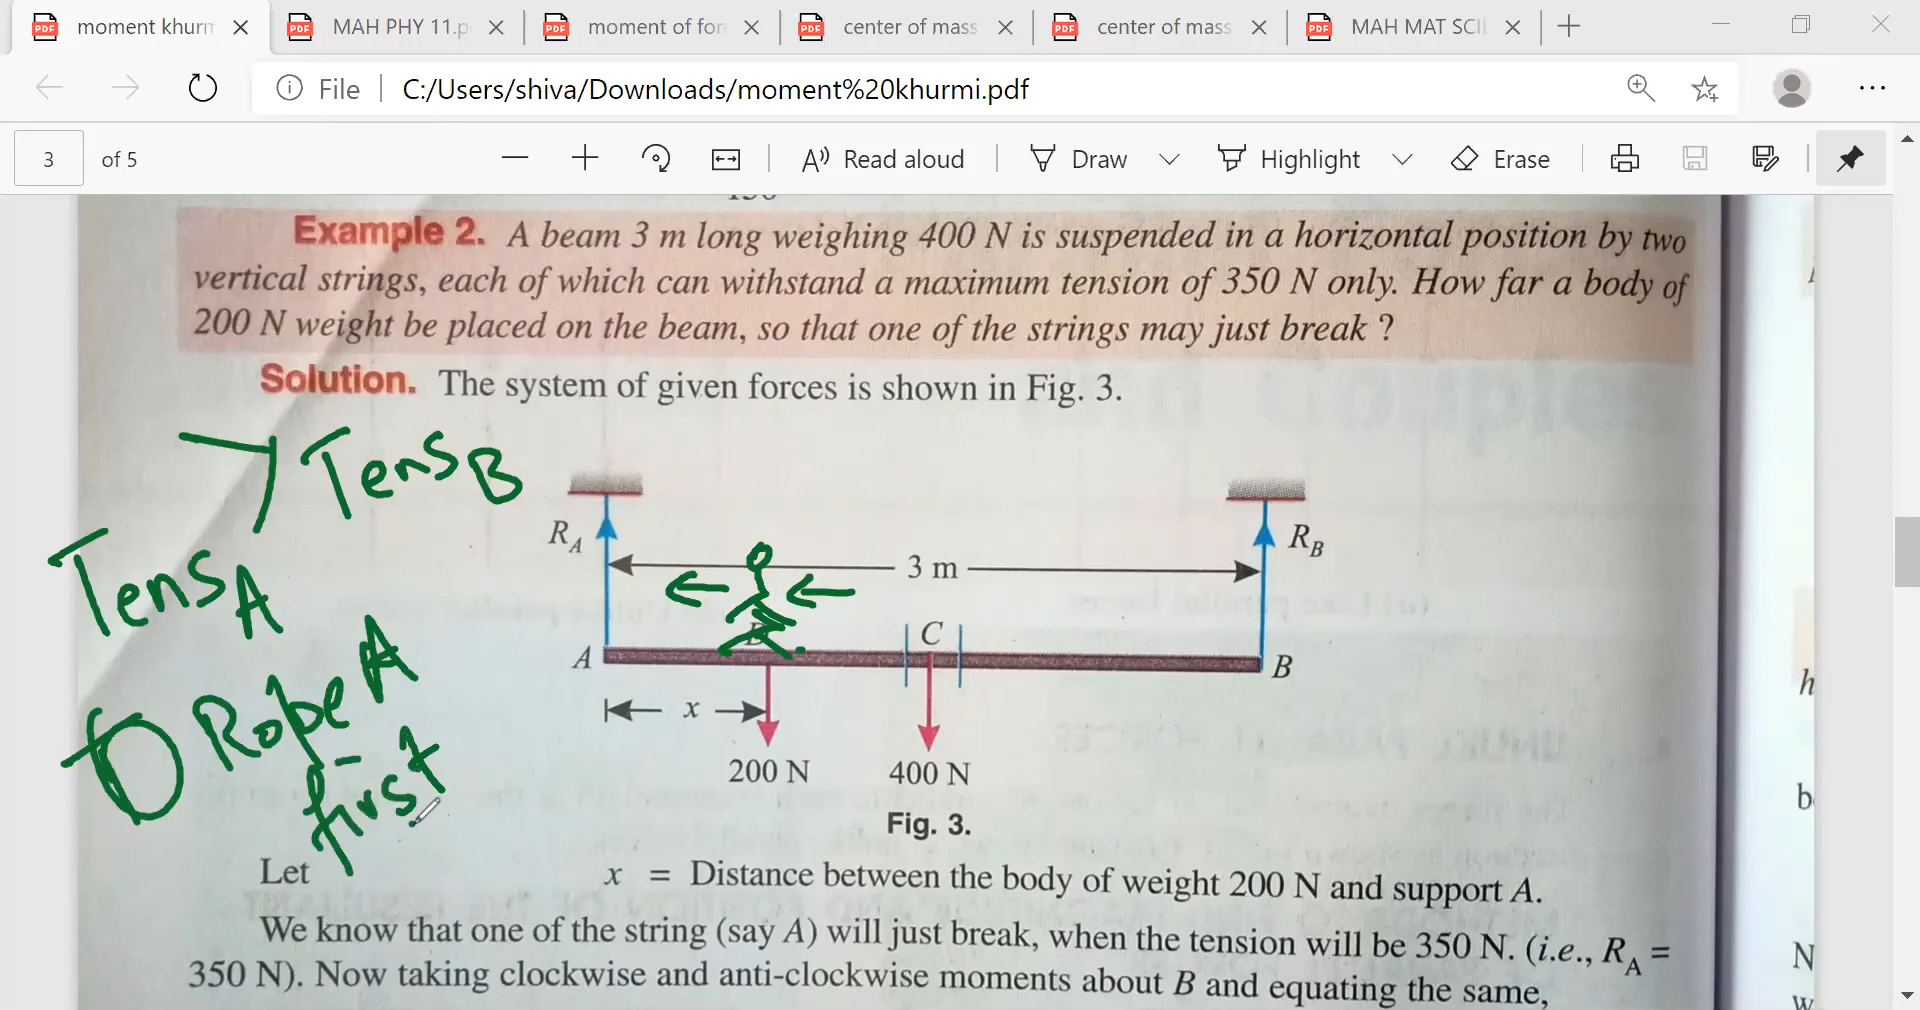 moment khurm
MAH PHY 11.p
moment of for
center of mass
center of mass
MAH MAT SCI
File
C:/Users/shiva/Downloads/moment%20khurmi.pdf
3 of 5
Read aloud
Draw
Highlight
Erase
Example 2. A beam 3 m long weighing 400 N is suspended in a horizontal position by two
vertical strings, each of which can withstand a maximum tension of 350 N only. How far a body of
200 N weight be placed on the beam, so that one of the strings may just break ?
Solution. The system of given forces is shown in Fig. 3.
Tens B
Tens A
Rope A
first
RA
RB
3 m
A
C
B
x
200 N
400 N
Fig. 3.
Let x = Distance between the body of weight 200 N and support A.
We know that one of the string (say A) will just break, when the tension will be 350 N. (i.e., RA =
350 N). Now taking clockwise and anti-clockwise moments about B and equating the same,
h
b
N
w